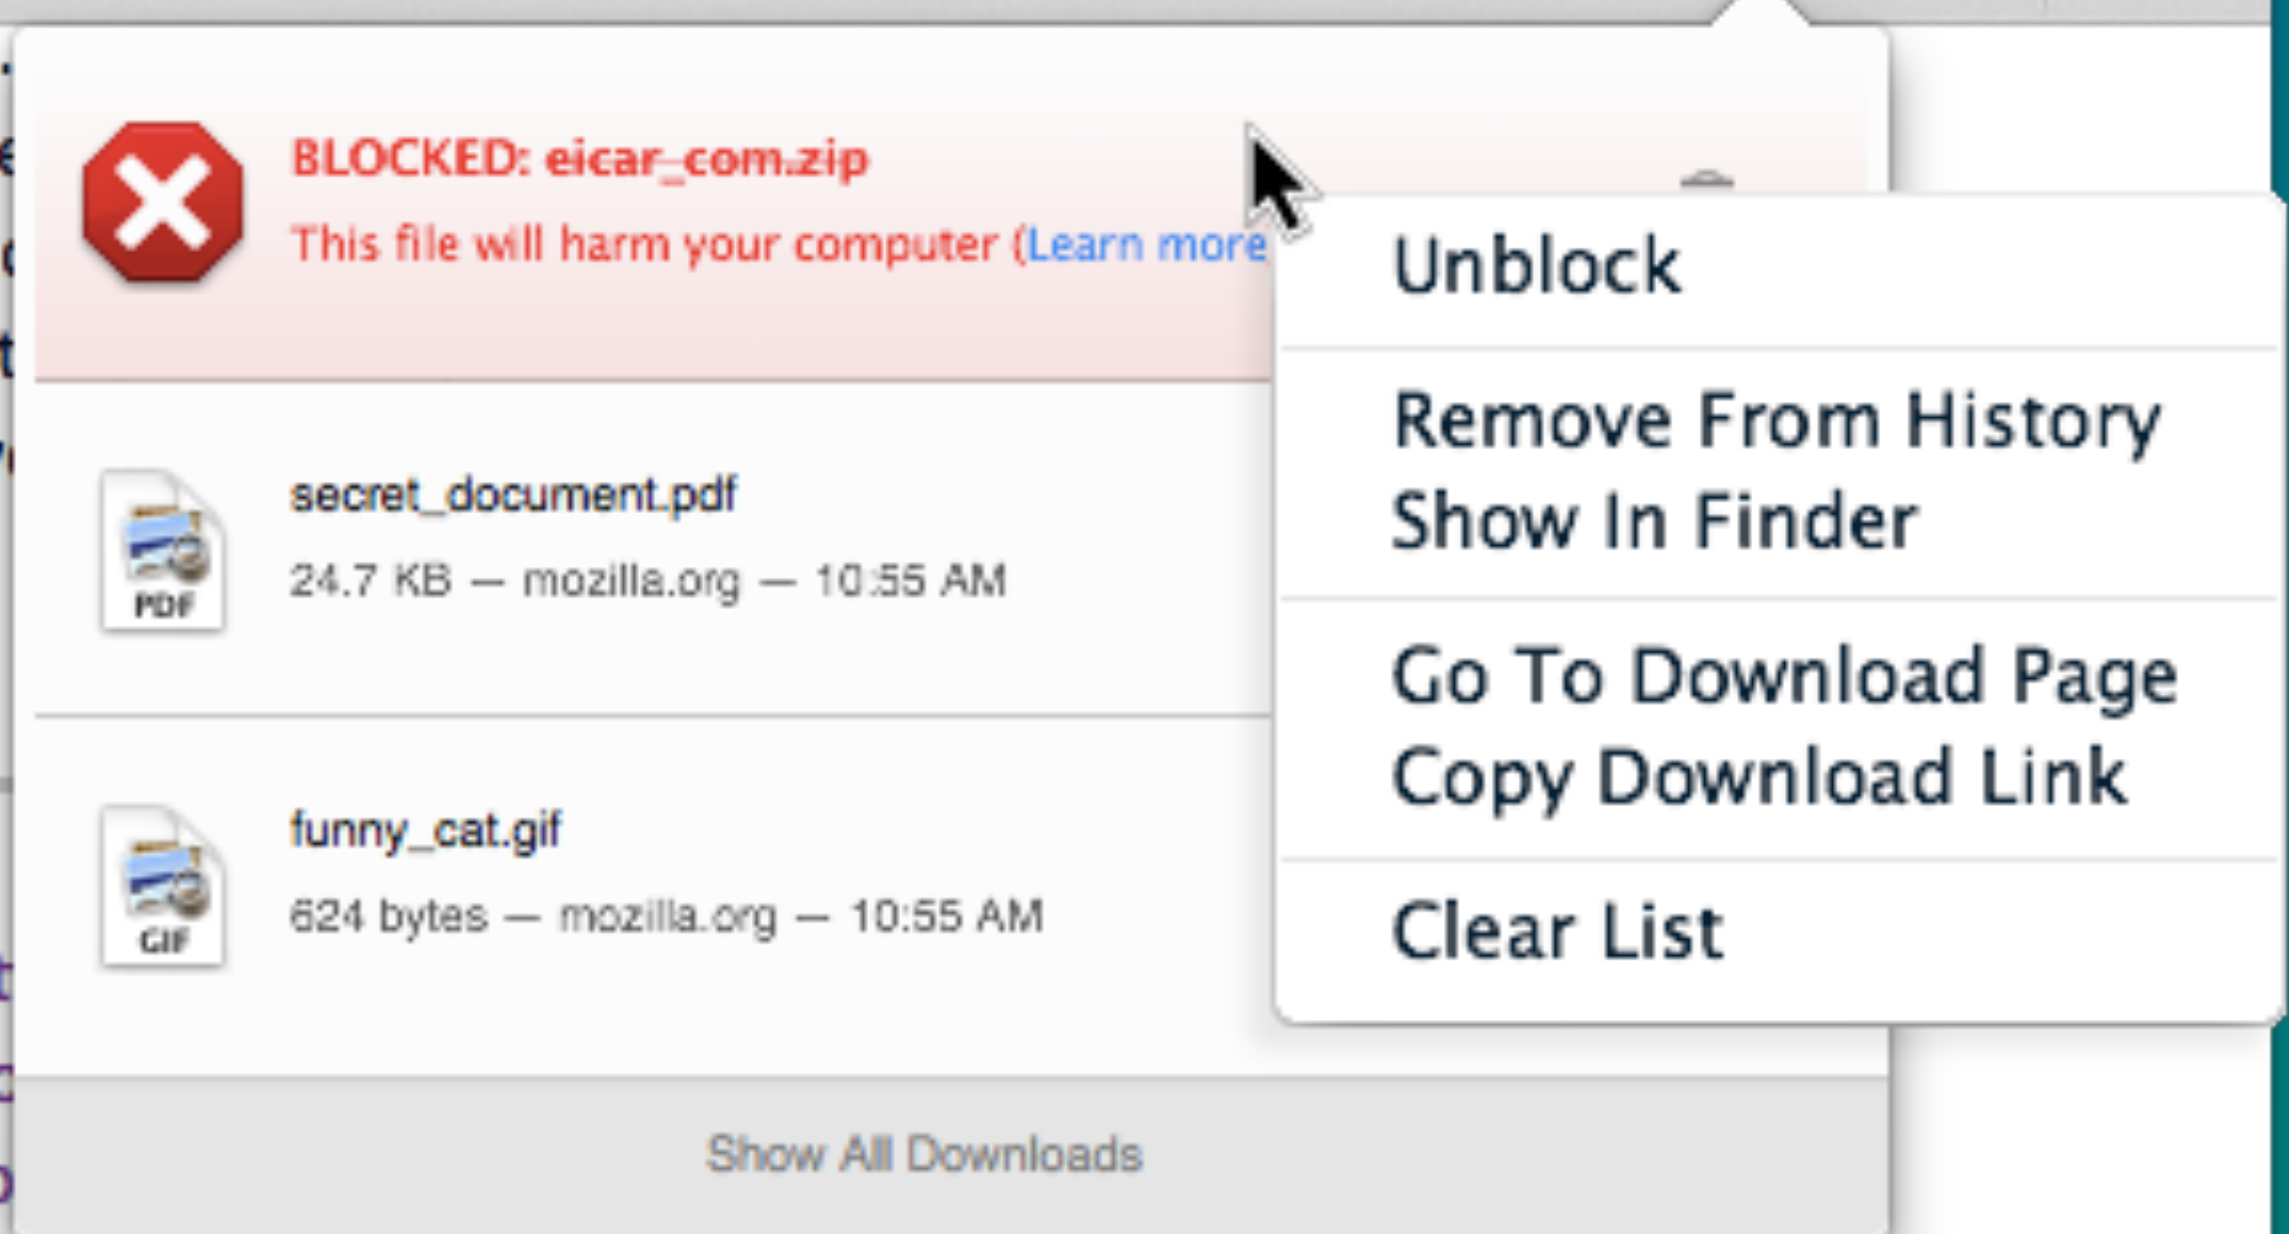 BLOCKED: eicar_com.zip
This file will harm your computer (Learn more
Unblock
Remove From History
Show In Finder
Go To Download Page
Copy Download Link
Clear List
PDF
secret_document.pdf
24.7 KB — mozilla.org — 10:55 AM
GIF
funny_cat.gif
624 bytes — mozilla.org — 10:55 AM
Show All Downloads